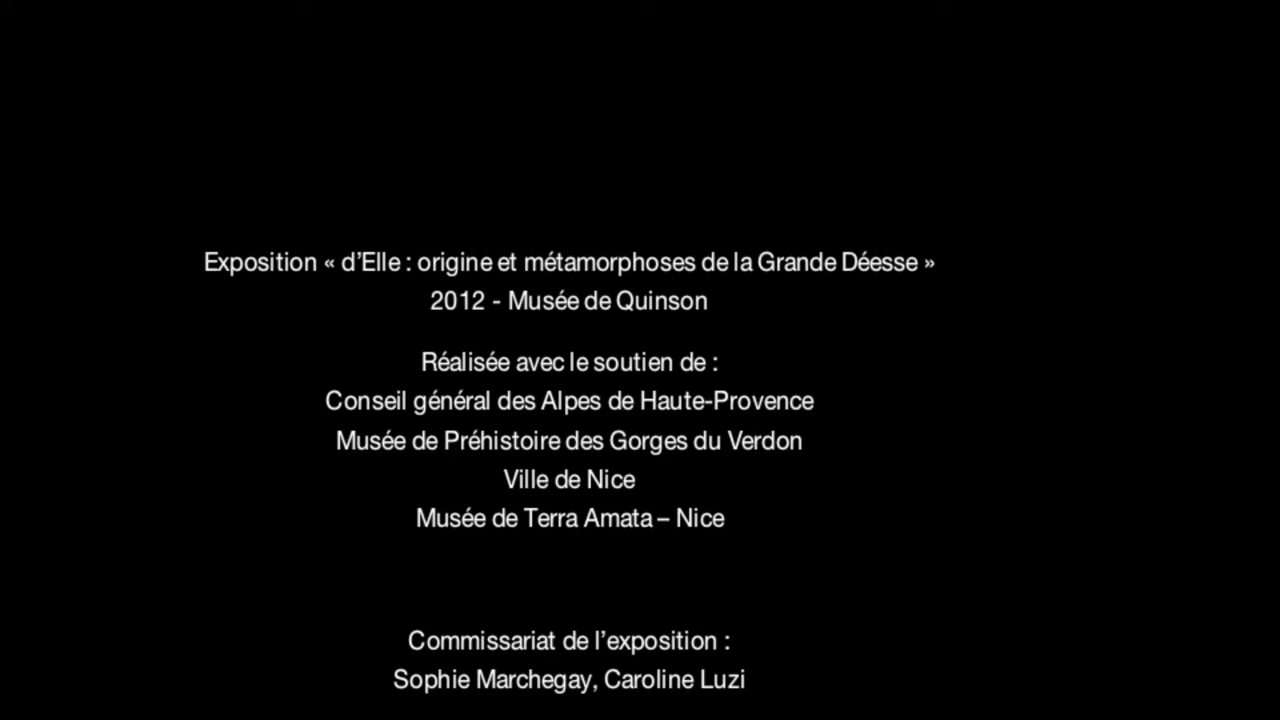 Exposition « d’Elle : origine et métamorphoses de la Grande Déesse »
2012 - Musée de Quinson
Réalisée avec le soutien de :
Conseil général des Alpes de Haute-Provence
Musée de Préhistoire des Gorges du Verdon
Ville de Nice
Musée de Terra Amata – Nice
Commissariat de l’exposition :
Sophie Marchegay, Caroline Luzi